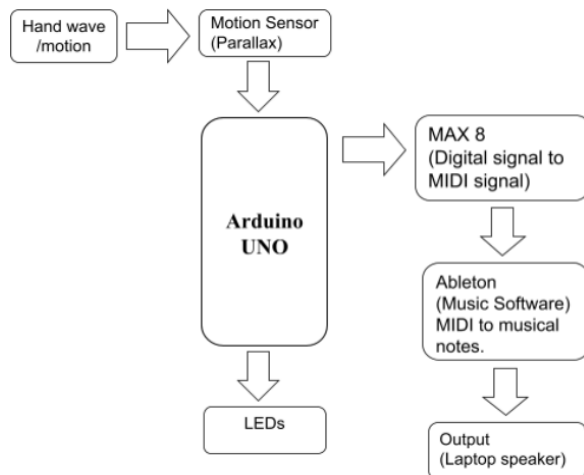 Hand wave
/motion
Motion Sensor
(Parallax)
Arduino
UNO
MAX 8
(Digital signal to
MIDI signal)
Ableton
(Music Software)
MIDI to musical
notes.
LEDs
Output
(Laptop speaker)